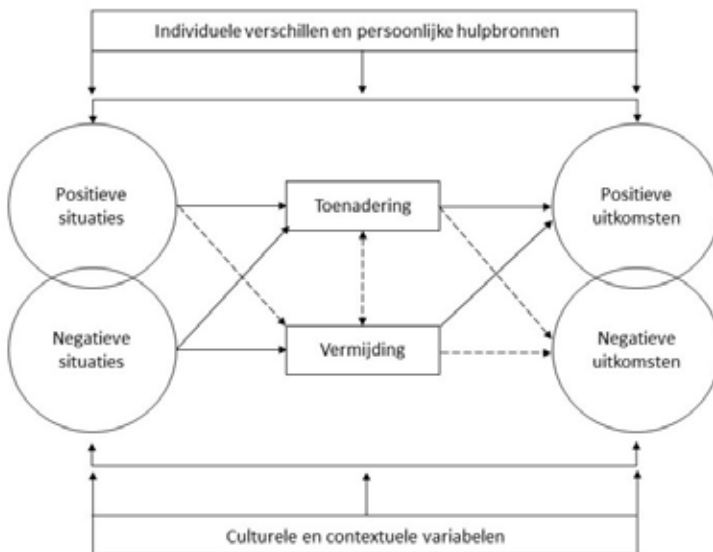 Individuele verschillen en persoonlijke hulpbronnen
Positieve
situaties
Toenadering
Positieve
uitkomsten
Negatieve
situaties
Vermijding
Negatieve
uitkomsten
Culturele en contextuele variabelen